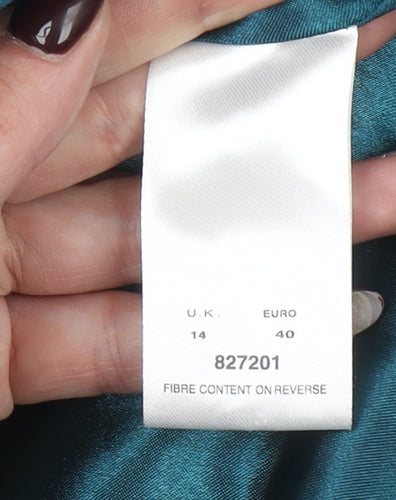 U.K. EURO
14 40
827201
FIBRE CONTENT ON REVERSE